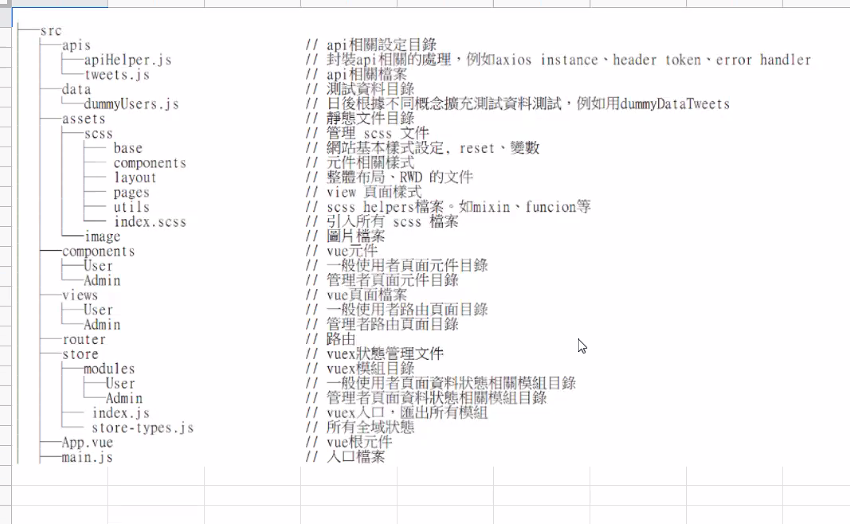 src
apis // api相關設定目錄
apiHelper.js // 封裝api相關的處理，例如axios instance、header token、error handler
tweets.js // api相關檔案
data // 測試資料目錄
dummyUsers.js // 日後根據不同概念擴充測試資料測試，例如用dummyDataTweets
assets // 靜態文件目錄
scss // 管理 scss 文件
base // 網站基本樣式設定, reset、變數
components // 元件相關樣式
layout // 整體布局、RWD 的文件
pages // view 頁面樣式
utils // scss helpers檔案。如mixin、funcion等
index.scss // 引入所有 scss 檔案
image // 圖片檔案
components // vue元件
User // 一般使用者頁面元件目錄
Admin // 管理者頁面元件目錄
views // vue頁面檔案
User // 一般使用者路由頁面目錄
Admin // 管理者路由頁面目錄
router // 路由
store // vuex狀態管理文件
modules // vuex模組目錄
User // 一般使用者頁面資料狀態相關模組目錄
Admin // 管理者頁面資料狀態相關模組目錄
index.js // vuex入口，匯出所有模組
store-types.js // 所有全域狀態
App.vue // vue根元件
main.js // 入口檔案